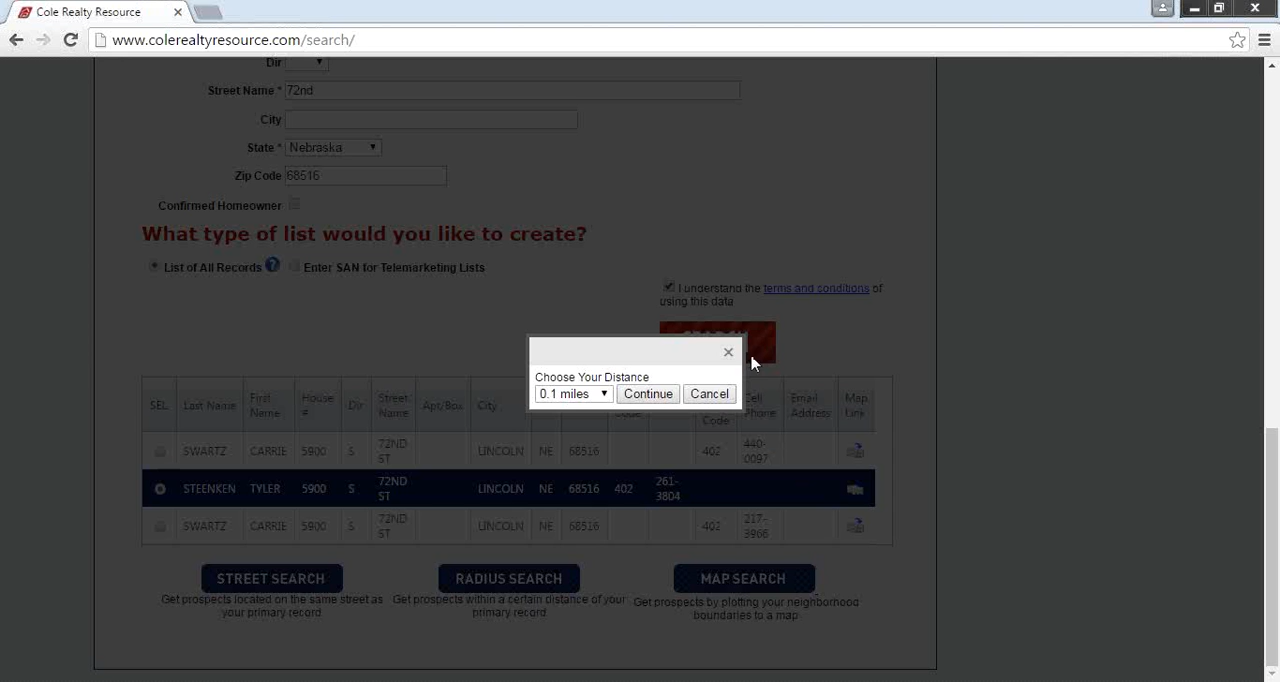 Cole Realty Resource
www.colerealtyresource.com/search/
Dir
Street Name * 72nd
City
State * Nebraska
Zip Code 68516
Confirmed Homeowner
What type of list would you like to create?
List of All Records ? Enter SAN for Telemarketing Lists
I understand the terms and conditions of
using this data
SEARCH
Choose Your Distance
0.1 miles Continue Cancel
SEL Last Name First Name House # Dir Street Name Apt/Box City Code Code Cell Phone Email Address Map Link
SWARTZ CARRIE 5900 S 72ND ST LINCOLN NE 68516 402 440-0097
STEENKEN TYLER 5900 S 72ND ST LINCOLN NE 68516 402 261-3804
SWARTZ CARRIE 5900 S 72ND ST LINCOLN NE 68516 402 217-3966
STREET SEARCH RADIUS SEARCH MAP SEARCH
Get prospects located on the same street as your primary record
Get prospects within a certain distance of your primary record
Get prospects by plotting your neighborhood boundaries to a map